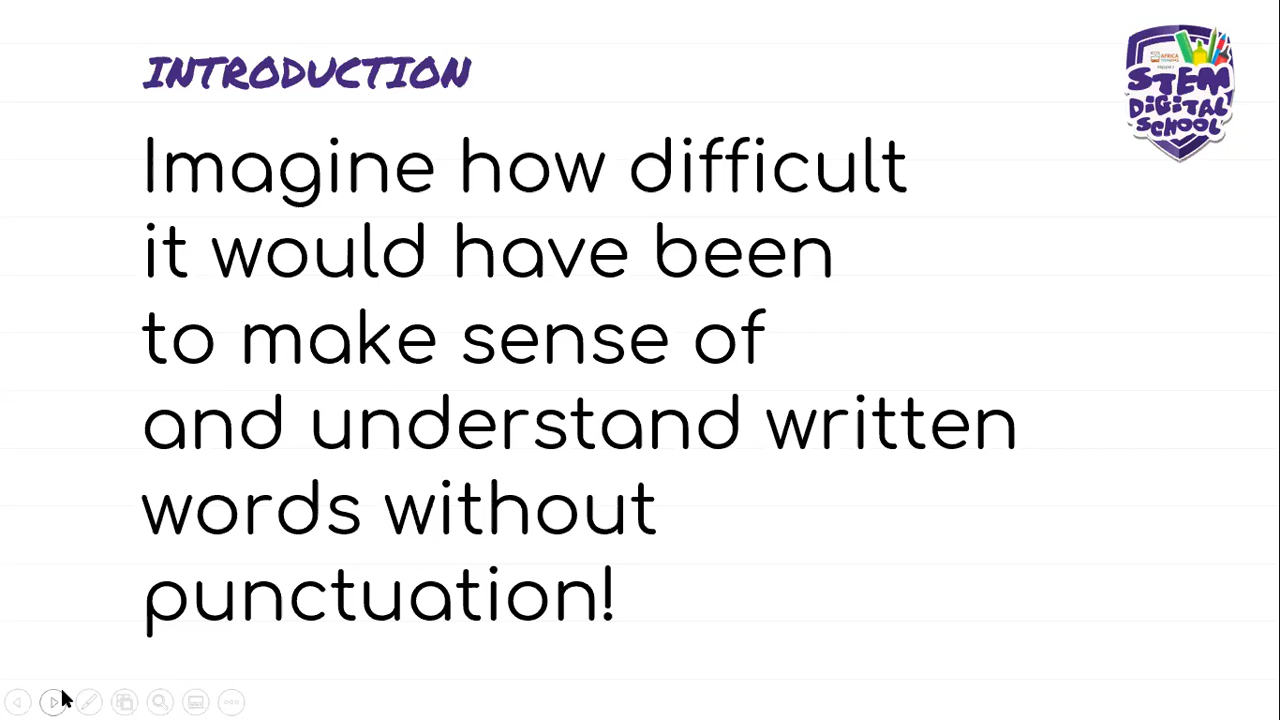 INTRODUCTION
Imagine how difficult
it would have been
to make sense of
and understand written
words without
punctuation!
AFRICA
STEM
DIGITAL
SCHOOL